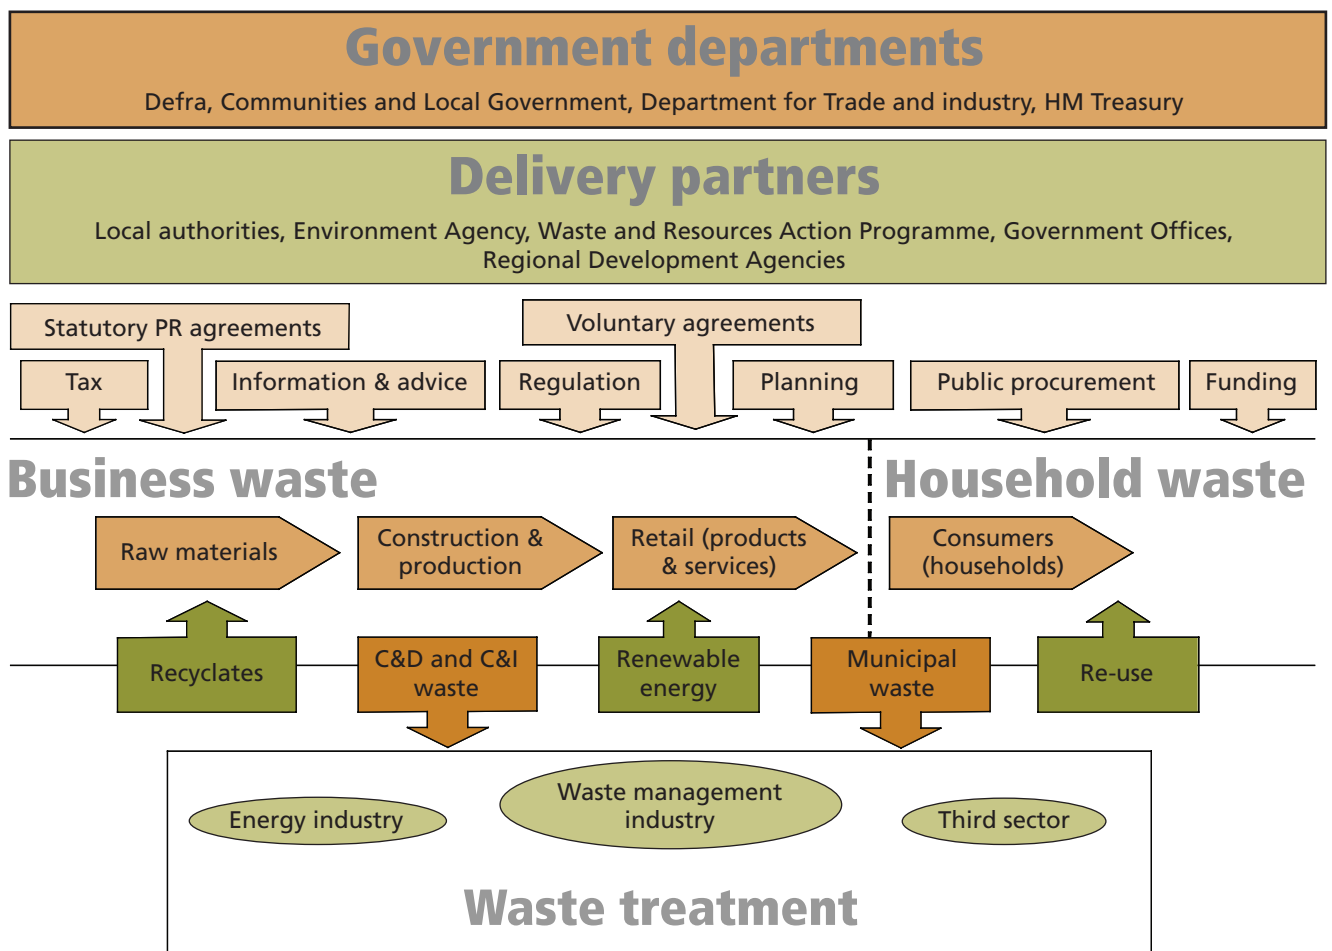 Government departments
Defra, Communities and Local Government, Department for Trade and industry, HM Treasury
Delivery partners
Local authorities, Environment Agency, Waste and Resources Action Programme, Government Offices,
Regional Development Agencies
Statutory PR agreements
Voluntary agreements
Tax
Information & advice
Regulation
Planning
Public procurement
Funding
Business waste
Household waste
Raw materials
Construction &
production
Retail (products
& services)
Consumers
(households)
Recyclates
C&D and C&I
waste
Renewable
energy
Municipal
waste
Re-use
Energy industry
Waste management
industry
Third sector
Waste treatment